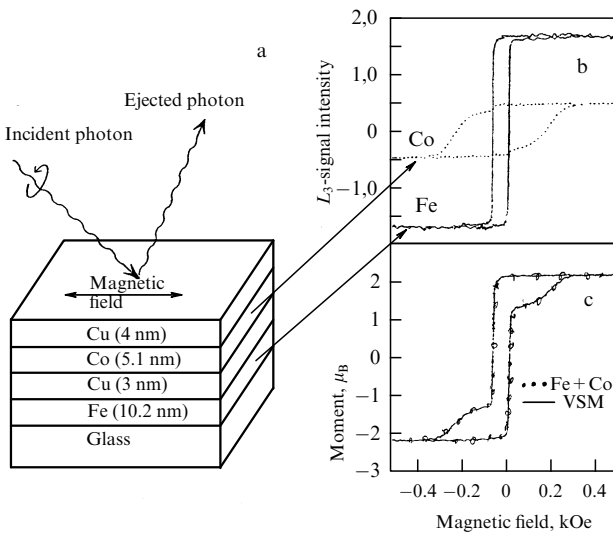 a
Ejected photon
Incident photon
Magnetic
field
Cu (4 nm)
Co (5.1 nm)
Cu (3 nm)
Fe (10.2 nm)
Glass
L3-signal intensity
2,0
1,0
0
−1,0
b
Co
Fe
Moment, μB
2
1
0
−1
−2
−3
c
Fe + Co
VSM
−0.4 −0.2 0 0.2 0.4
Magnetic field, kOe